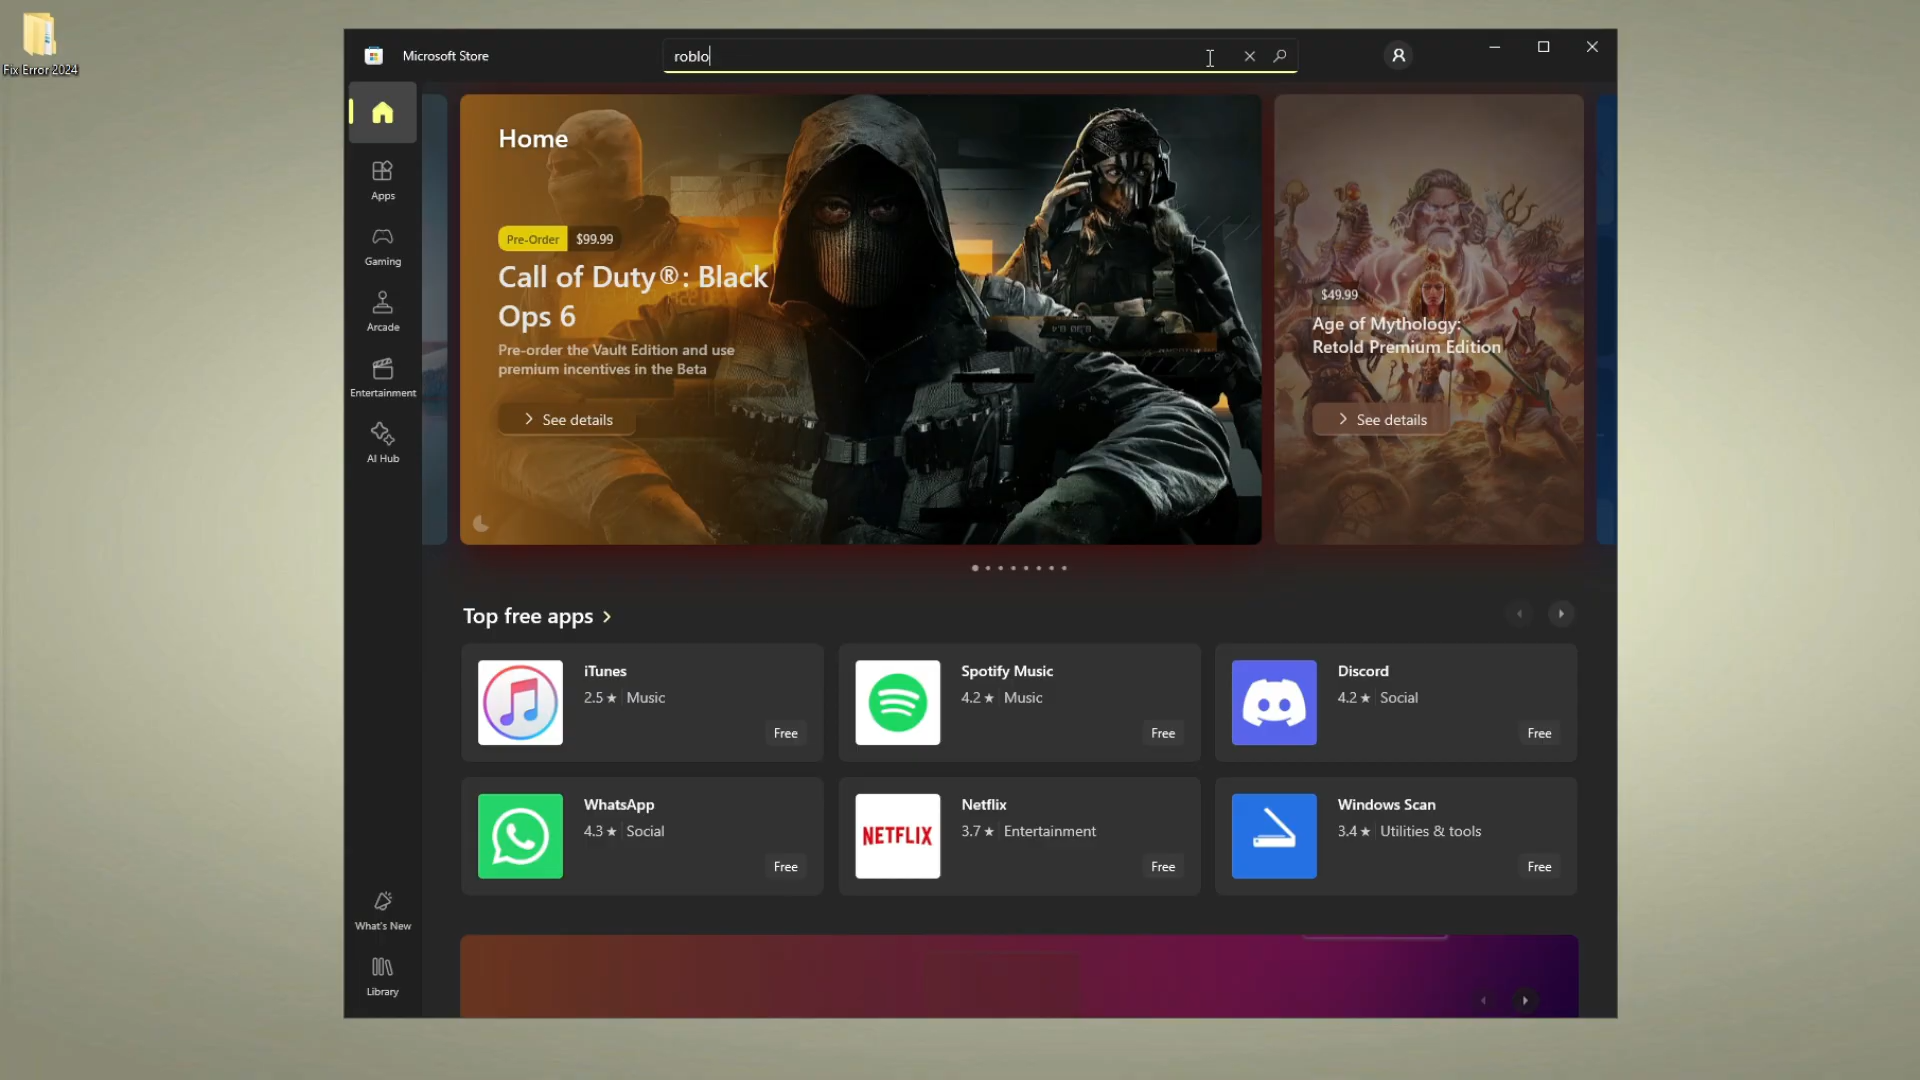 Fix Error 2024
Microsoft Store
roblo
Home
Apps
Gaming
Arcade
Entertainment
AI Hub
What's New
Library
Home
Pre-Order $99.99
Call of Duty®: Black
Ops 6
Pre-order the Vault Edition and use
premium incentives in the Beta
See details
$49.99
Age of Mythology:
Retold Premium Edition
See details
Top free apps
iTunes
2.5 ★ Music
Free
Spotify Music
4.2 ★ Music
Free
Discord
4.2 ★ Social
Free
WhatsApp
4.3 ★ Social
Free
NETFLIX
Netflix
3.7 ★ Entertainment
Free
Windows Scan
3.4 ★ Utilities & tools
Free